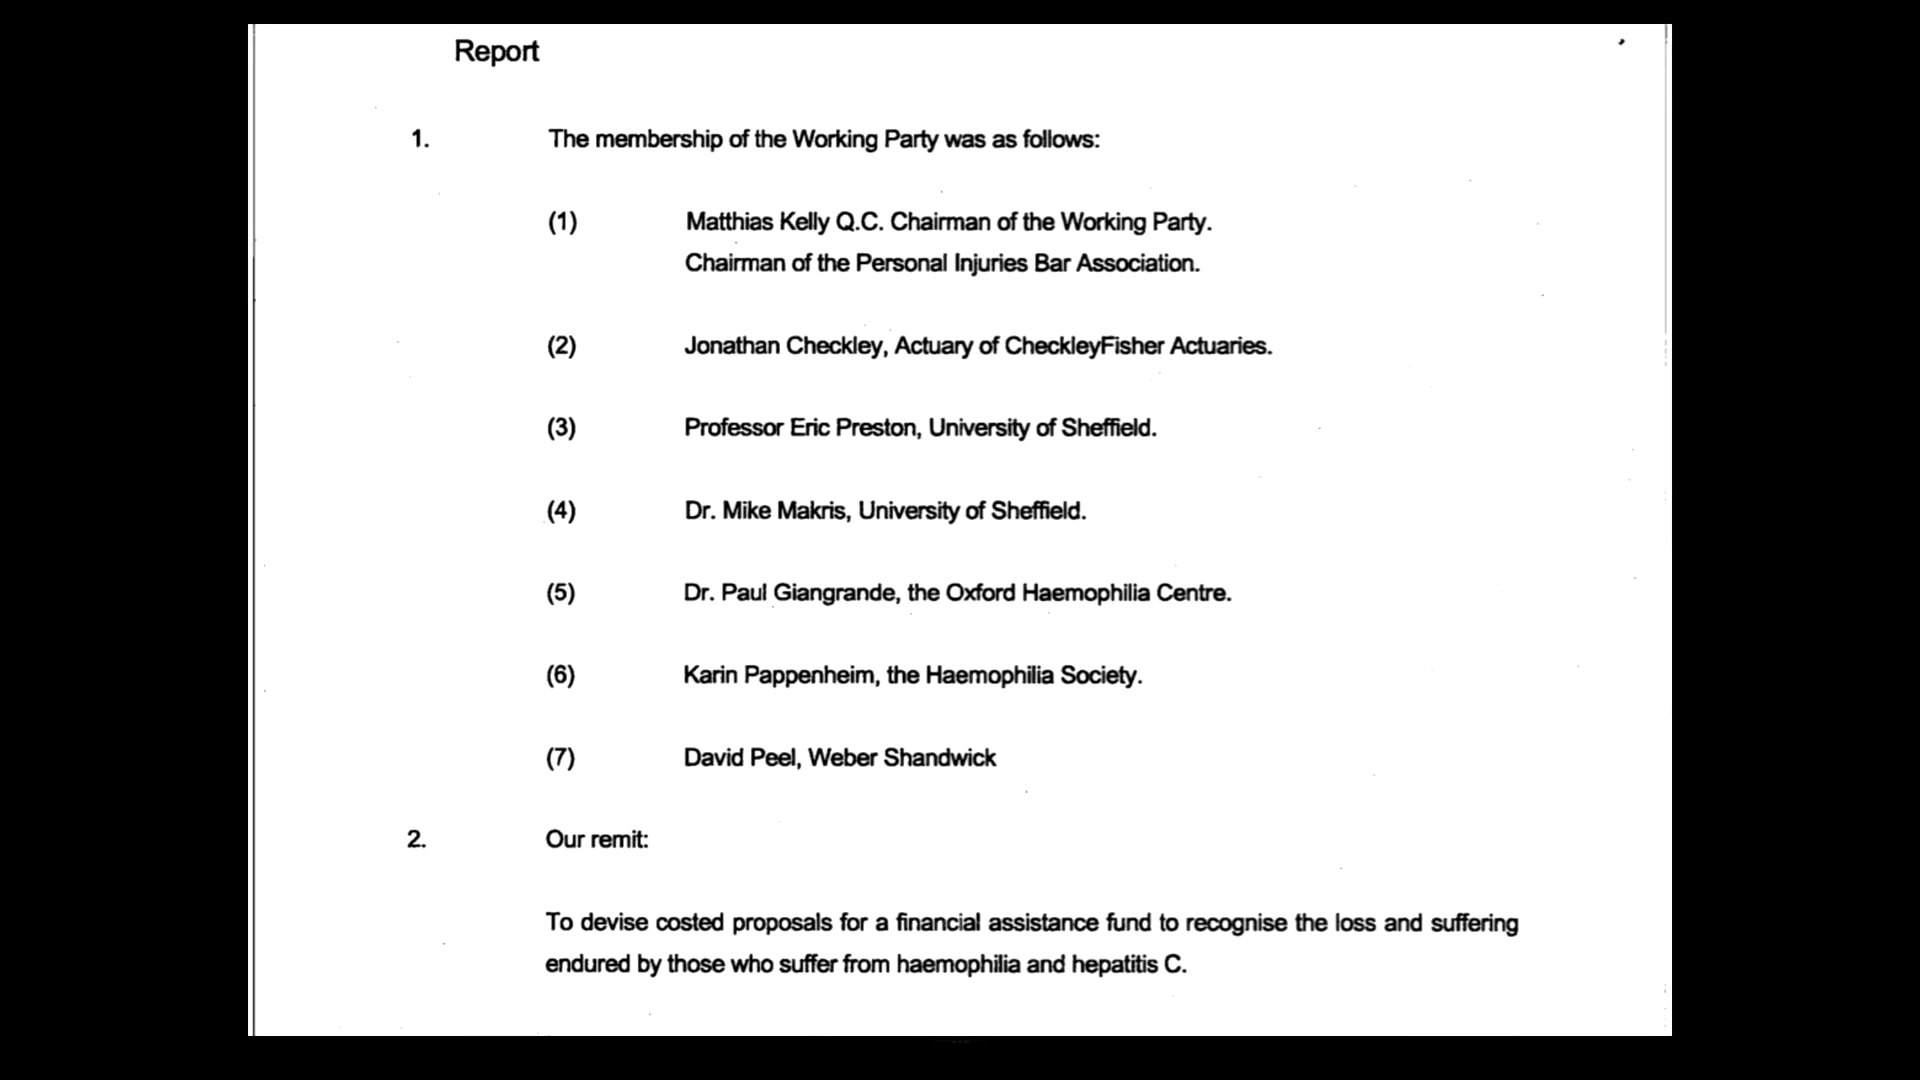 Report
1. The membership of the Working Party was as follows:
(1) Matthias Kelly Q.C. Chairman of the Working Party.
Chairman of the Personal Injuries Bar Association.
(2) Jonathan Checkley, Actuary of CheckleyFisher Actuaries.
(3) Professor Eric Preston, University of Sheffield.
(4) Dr. Mike Makris, University of Sheffield.
(5) Dr. Paul Giangrande, the Oxford Haemophilia Centre.
(6) Karin Pappenheim, the Haemophilia Society.
(7) David Peel, Weber Shandwick
2. Our remit:
To devise costed proposals for a financial assistance fund to recognise the loss and suffering
endured by those who suffer from haemophilia and hepatitis C.